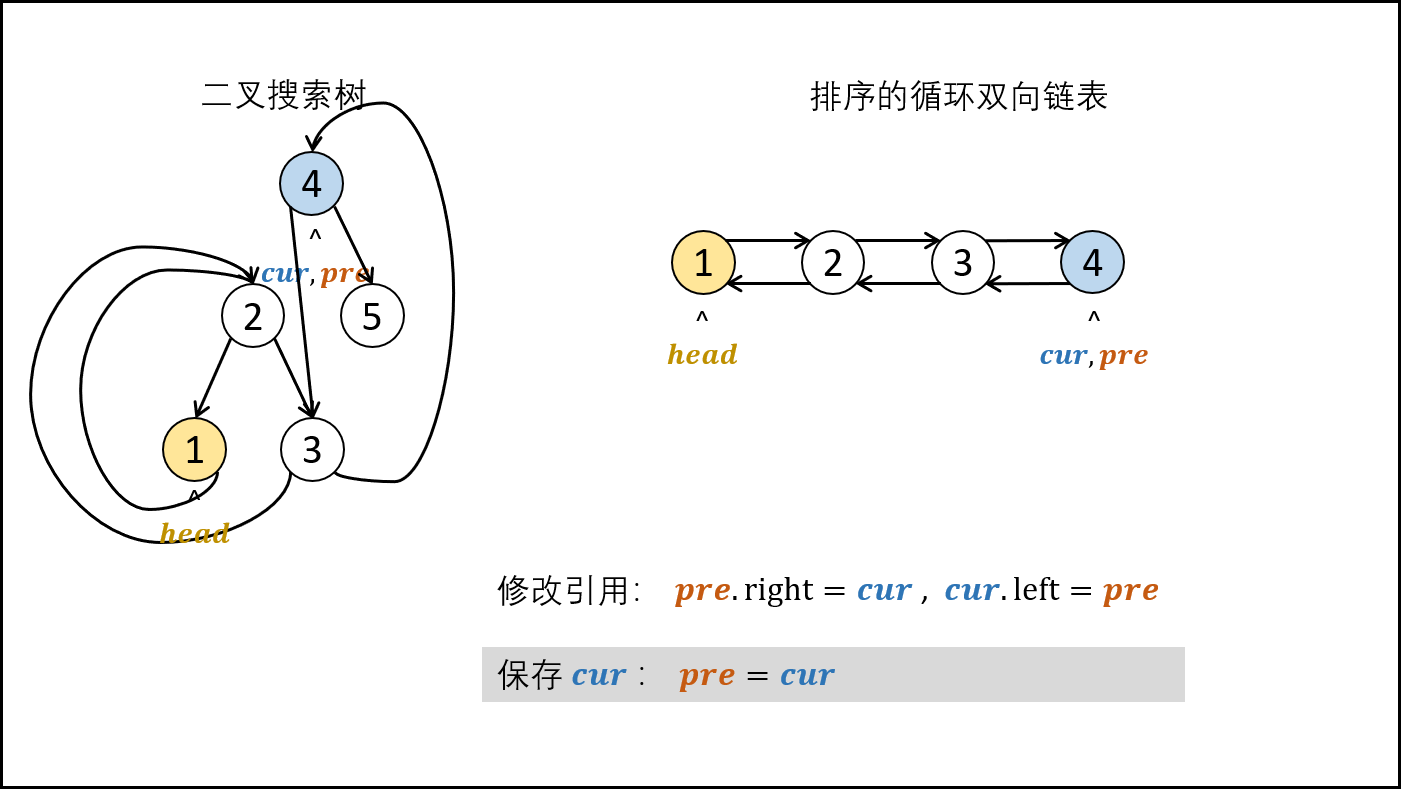 二叉搜索树
排序的循环双向链表
4
^
cur, pre
2
5
1
3
^
head
1
2
3
4
^
^
head
cur, pre
修改引用： pre.right = cur , cur.left = pre
保存 cur ： pre = cur